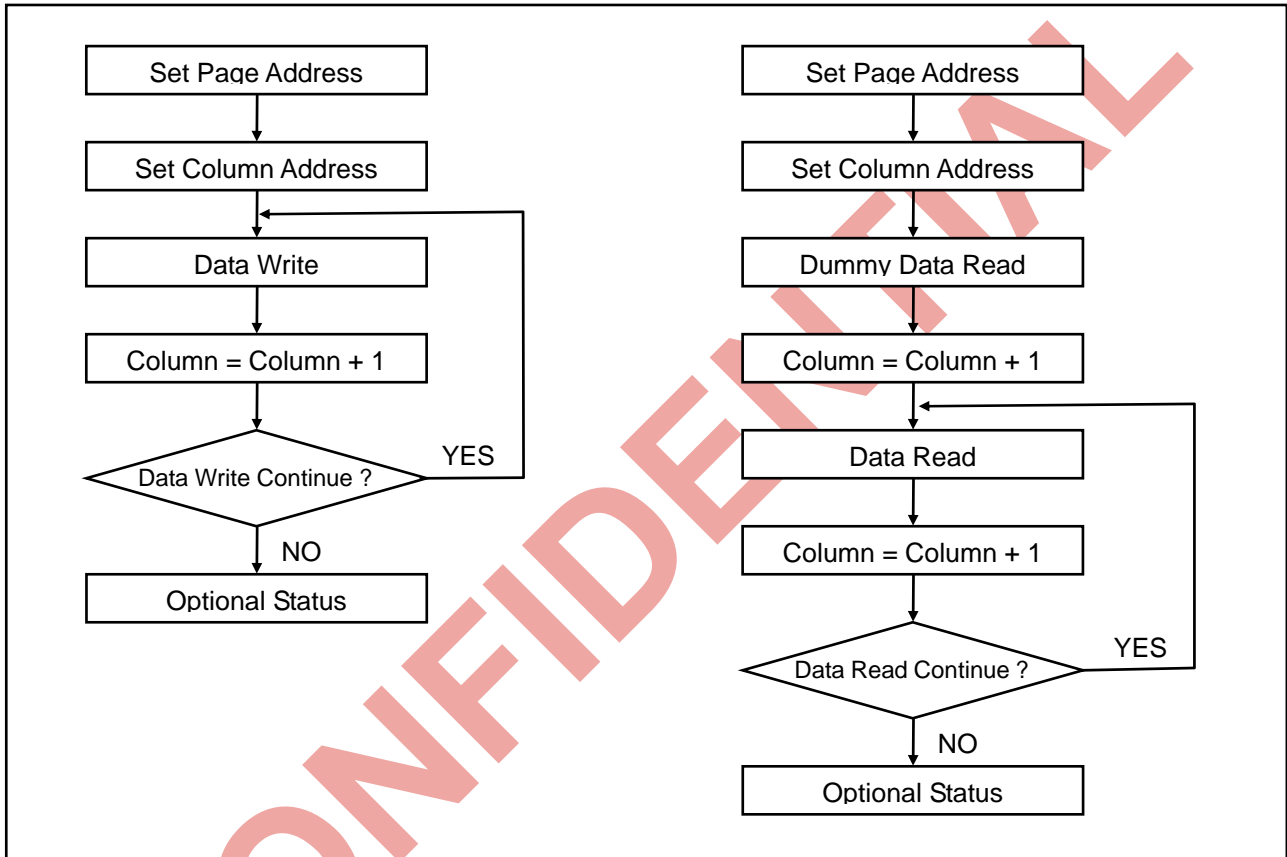 Set Page Address
Set Column Address
Data Write
Column = Column + 1
Data Write Continue ?
YES
NO
Optional Status
Set Page Address
Set Column Address
Dummy Data Read
Column = Column + 1
Data Read
Column = Column + 1
Data Read Continue ?
YES
NO
Optional Status
ONFIDENTIAL